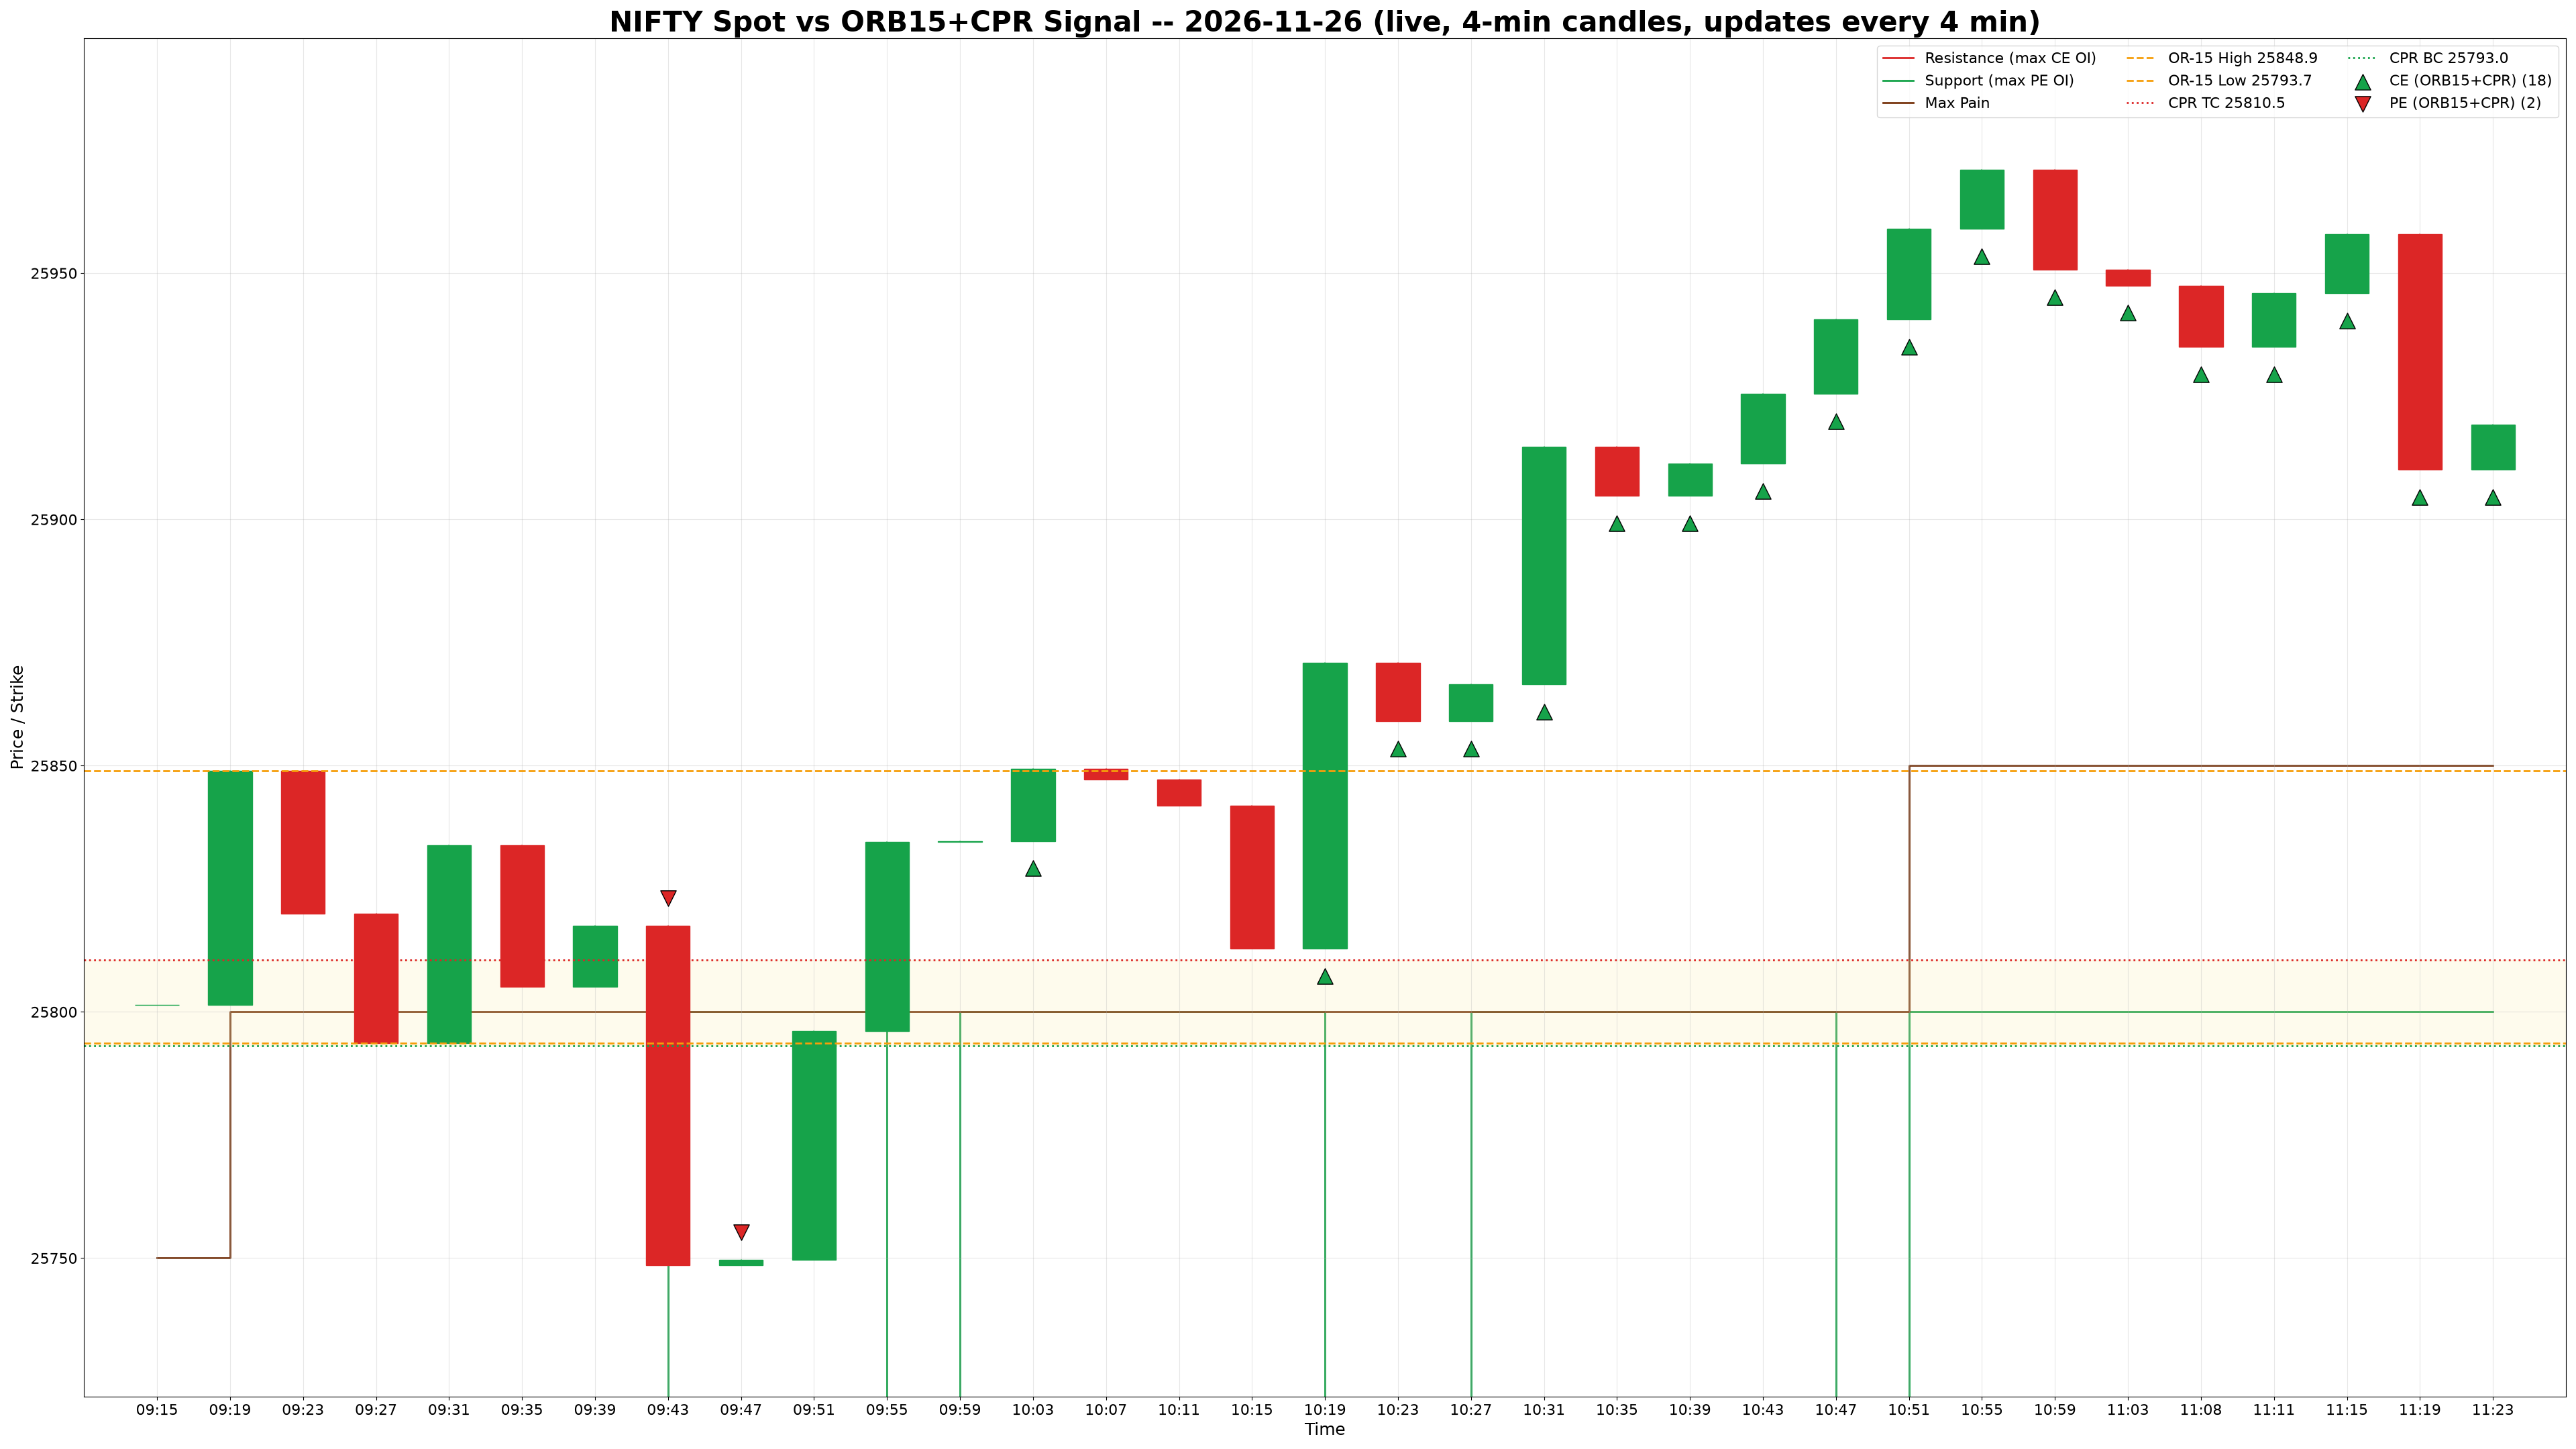 NIFTY Spot vs ORB15+CPR Signal -- 2026-11-26 (live, 4-min candles, updates every 4 min)
Resistance (max CE OI)
Support (max PE OI)
Max Pain
OR-15 High 25848.9
OR-15 Low 25793.7
CPR TC 25810.5
CPR BC 25793.0
CE (ORB15+CPR) (18)
PE (ORB15+CPR) (2)
Price / Strike
25950
25900
25850
25800
25750
09:15 09:19 09:23 09:27 09:31 09:35 09:39 09:43 09:47 09:51 09:55 09:59 10:03 10:07 10:11 10:15 10:19 10:23 10:27 10:31 10:35 10:39 10:43 10:47 10:51 10:55 10:59 11:03 11:08 11:11 11:15 11:19 11:23
Time